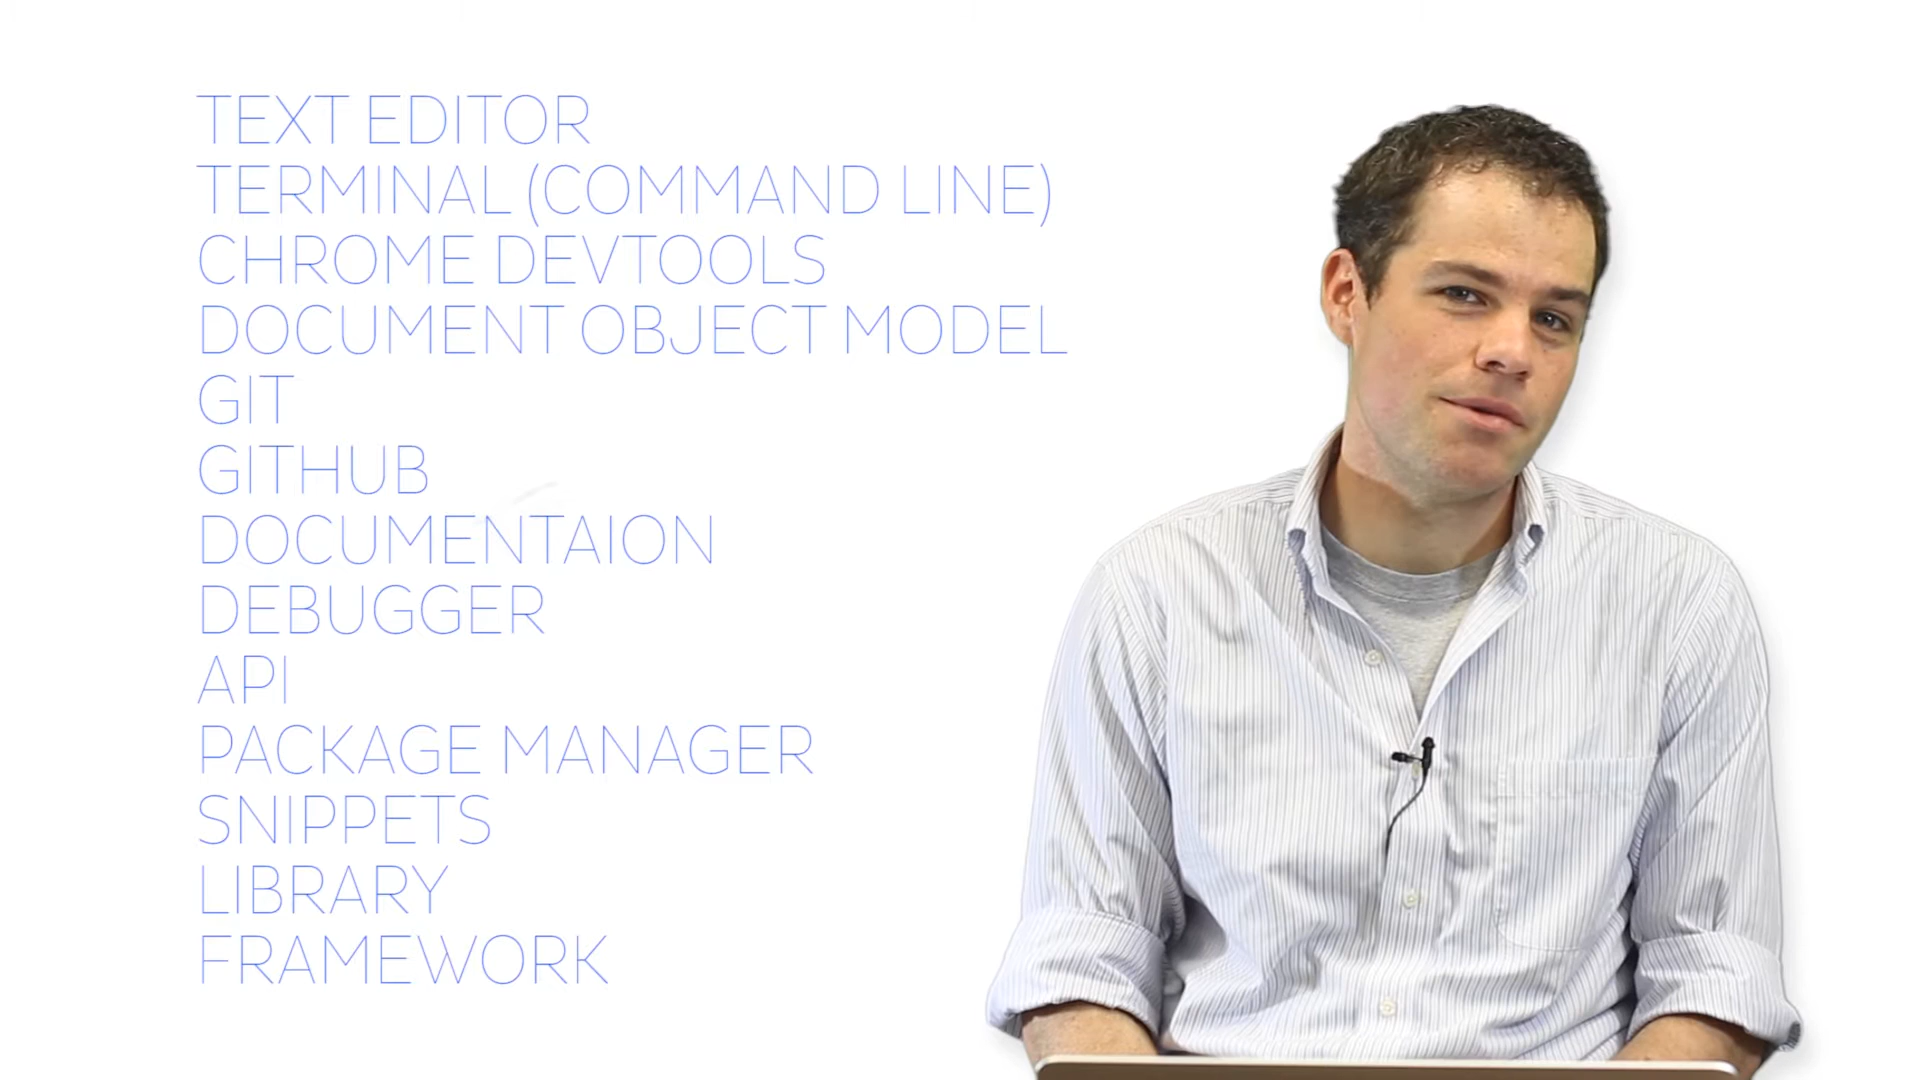 TEXT EDITOR
TERMINAL (COMMAND LINE)
CHROME DEVTOOLS
DOCUMENT OBJECT MODEL
GIT
GITHUB
DOCUMENTAION
DEBUGGER
API
PACKAGE MANAGER
SNIPPETS
LIBRARY
FRAMEWORK